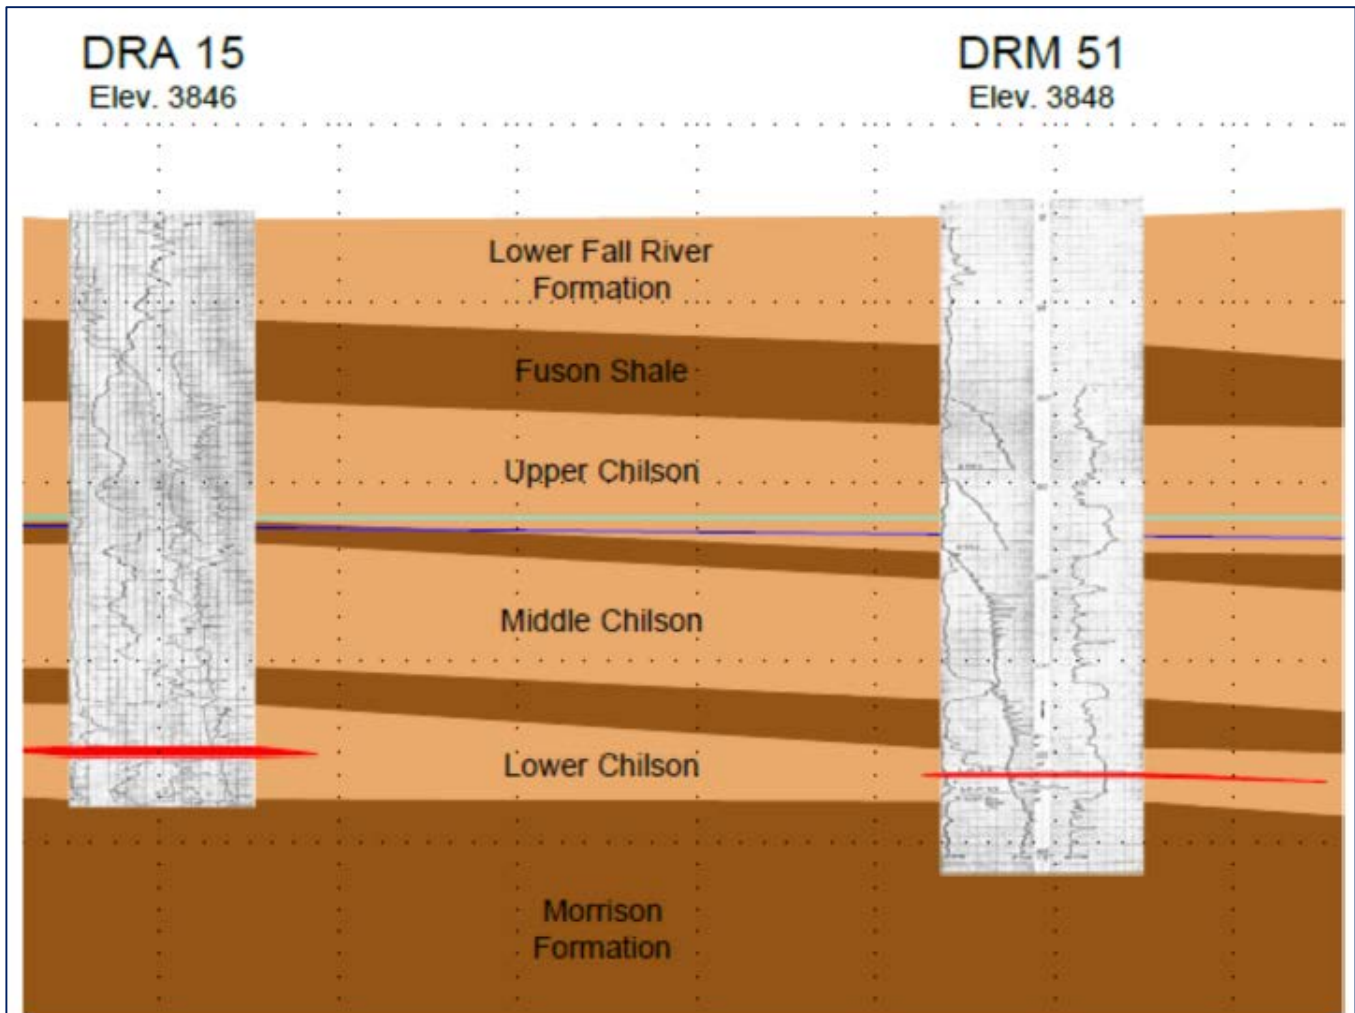 DRA 15
Elev. 3846
DRM 51
Elev. 3848
Lower Fall River
Formation
Fuson Shale
Upper Chilson
Middle Chilson
Lower Chilson
Morrison
Formation